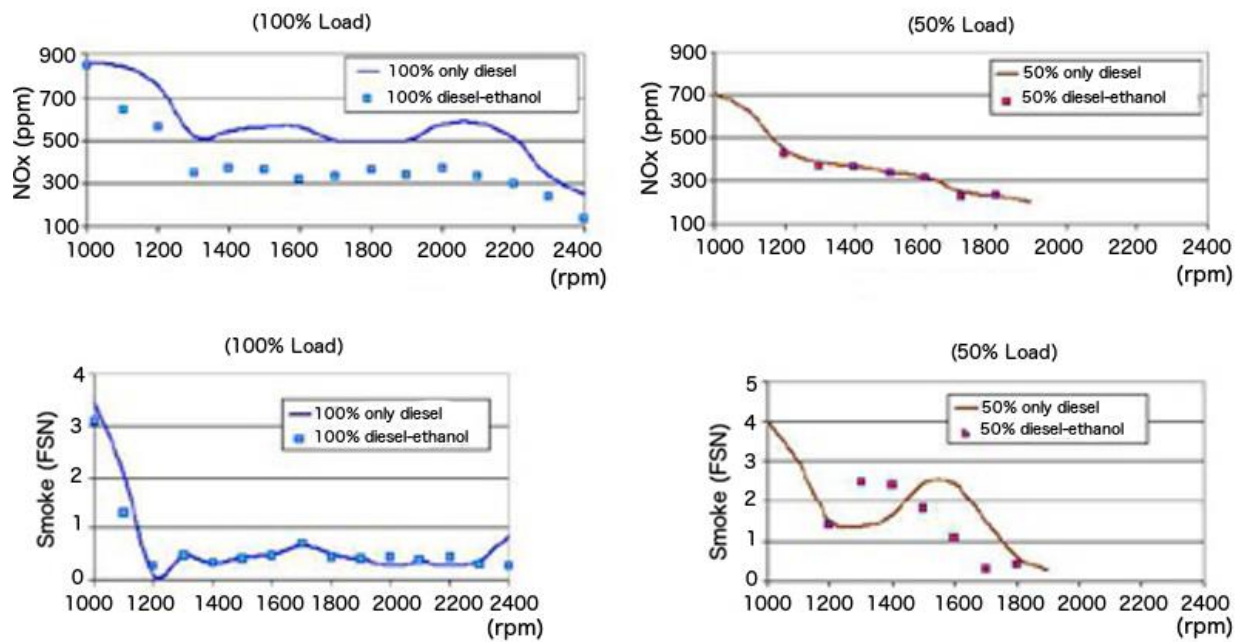 (100% Load)
NOx (ppm)
900
700
500
300
100
100% only diesel
100% diesel-ethanol
1000 1200 1400 1600 1800 2000 2200 2400
(rpm)
(50% Load)
NOx (ppm)
900
700
500
300
100
50% only diesel
50% diesel-ethanol
1000 1200 1400 1600 1800 2000 2200 2400
(rpm)
(100% Load)
Smoke (FSN)
4
3
2
1
0
100% only diesel
100% diesel-ethanol
1000 1200 1400 1600 1800 2000 2200 2400
(rpm)
(50% Load)
Smoke (FSN)
5
4
3
2
1
0
50% only diesel
50% diesel-ethanol
1000 1200 1400 1600 1800 2000 2200 2400
(rpm)